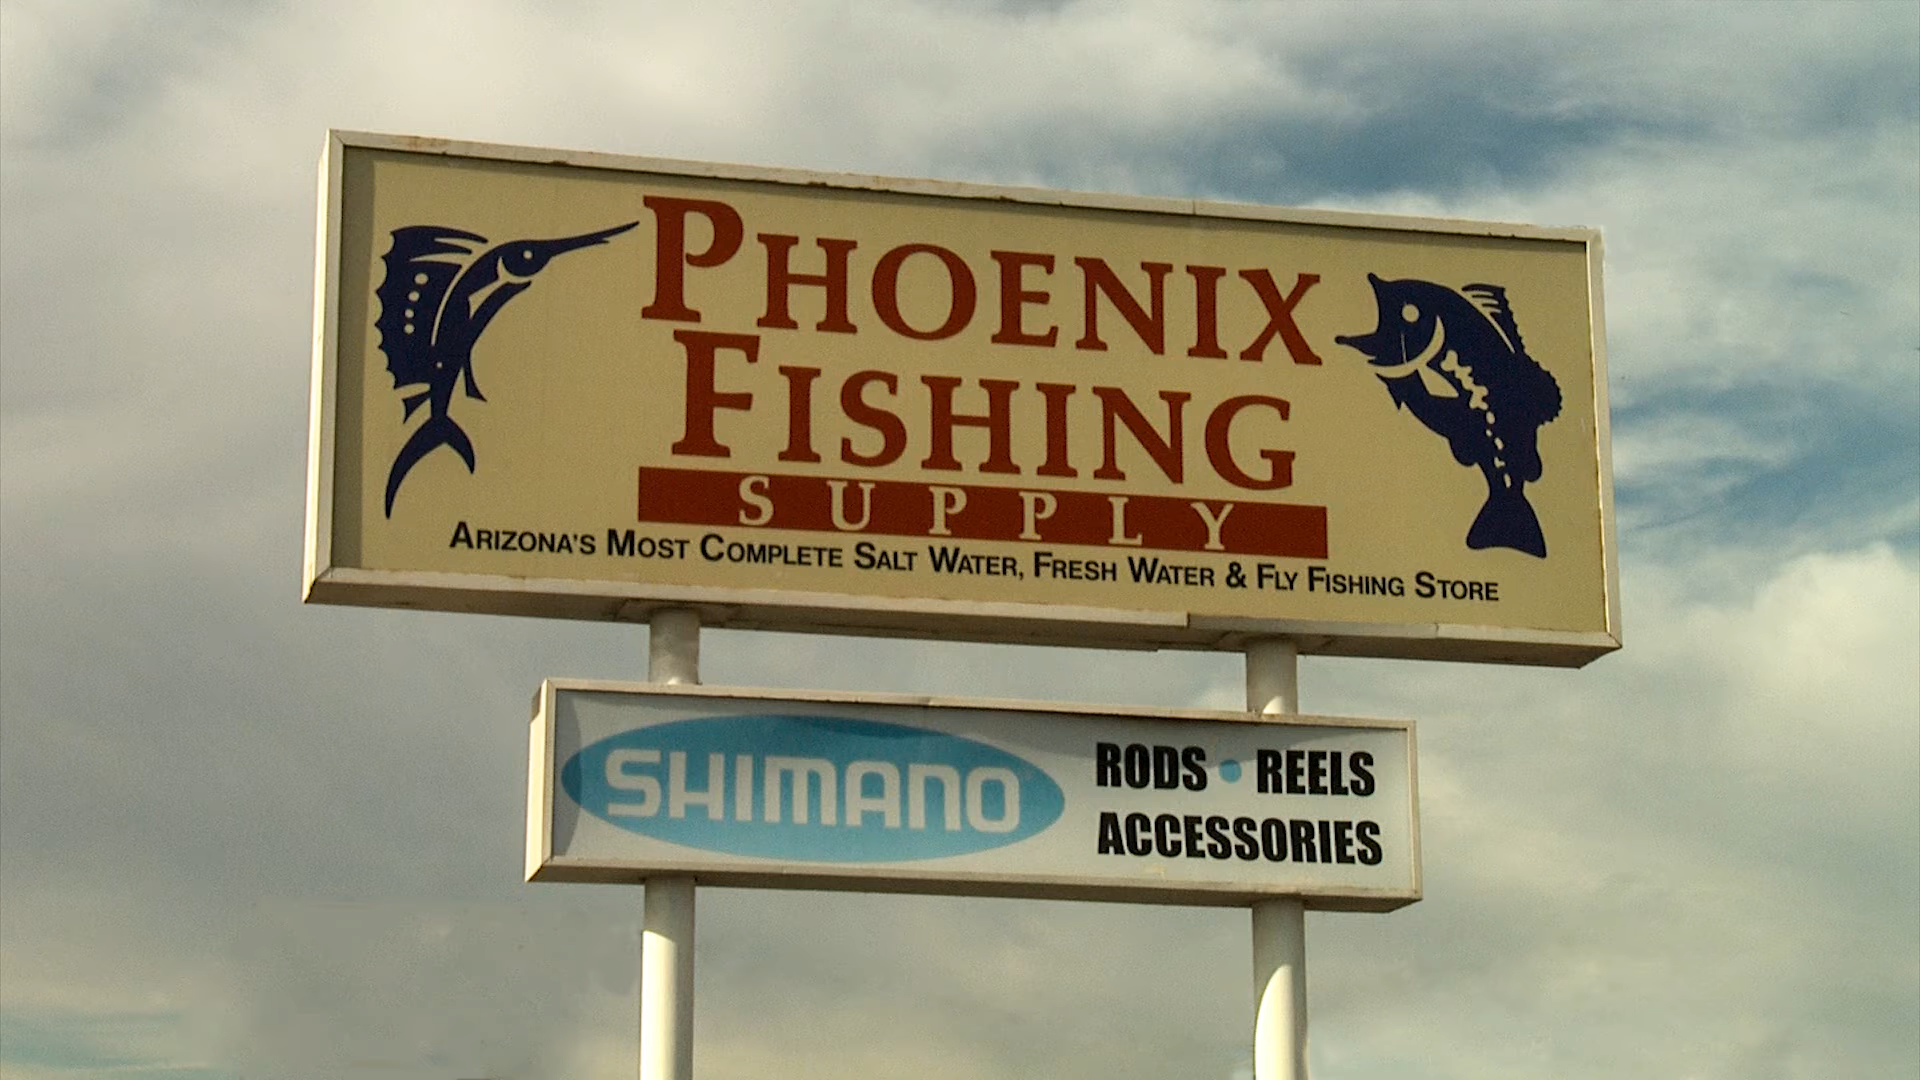 PHOENIX
FISHING
SUPPLY
ARIZONA'S MOST COMPLETE SALT WATER, FRESH WATER & FLY FISHING STORE
SHIMANO
RODS • REELS
ACCESSORIES